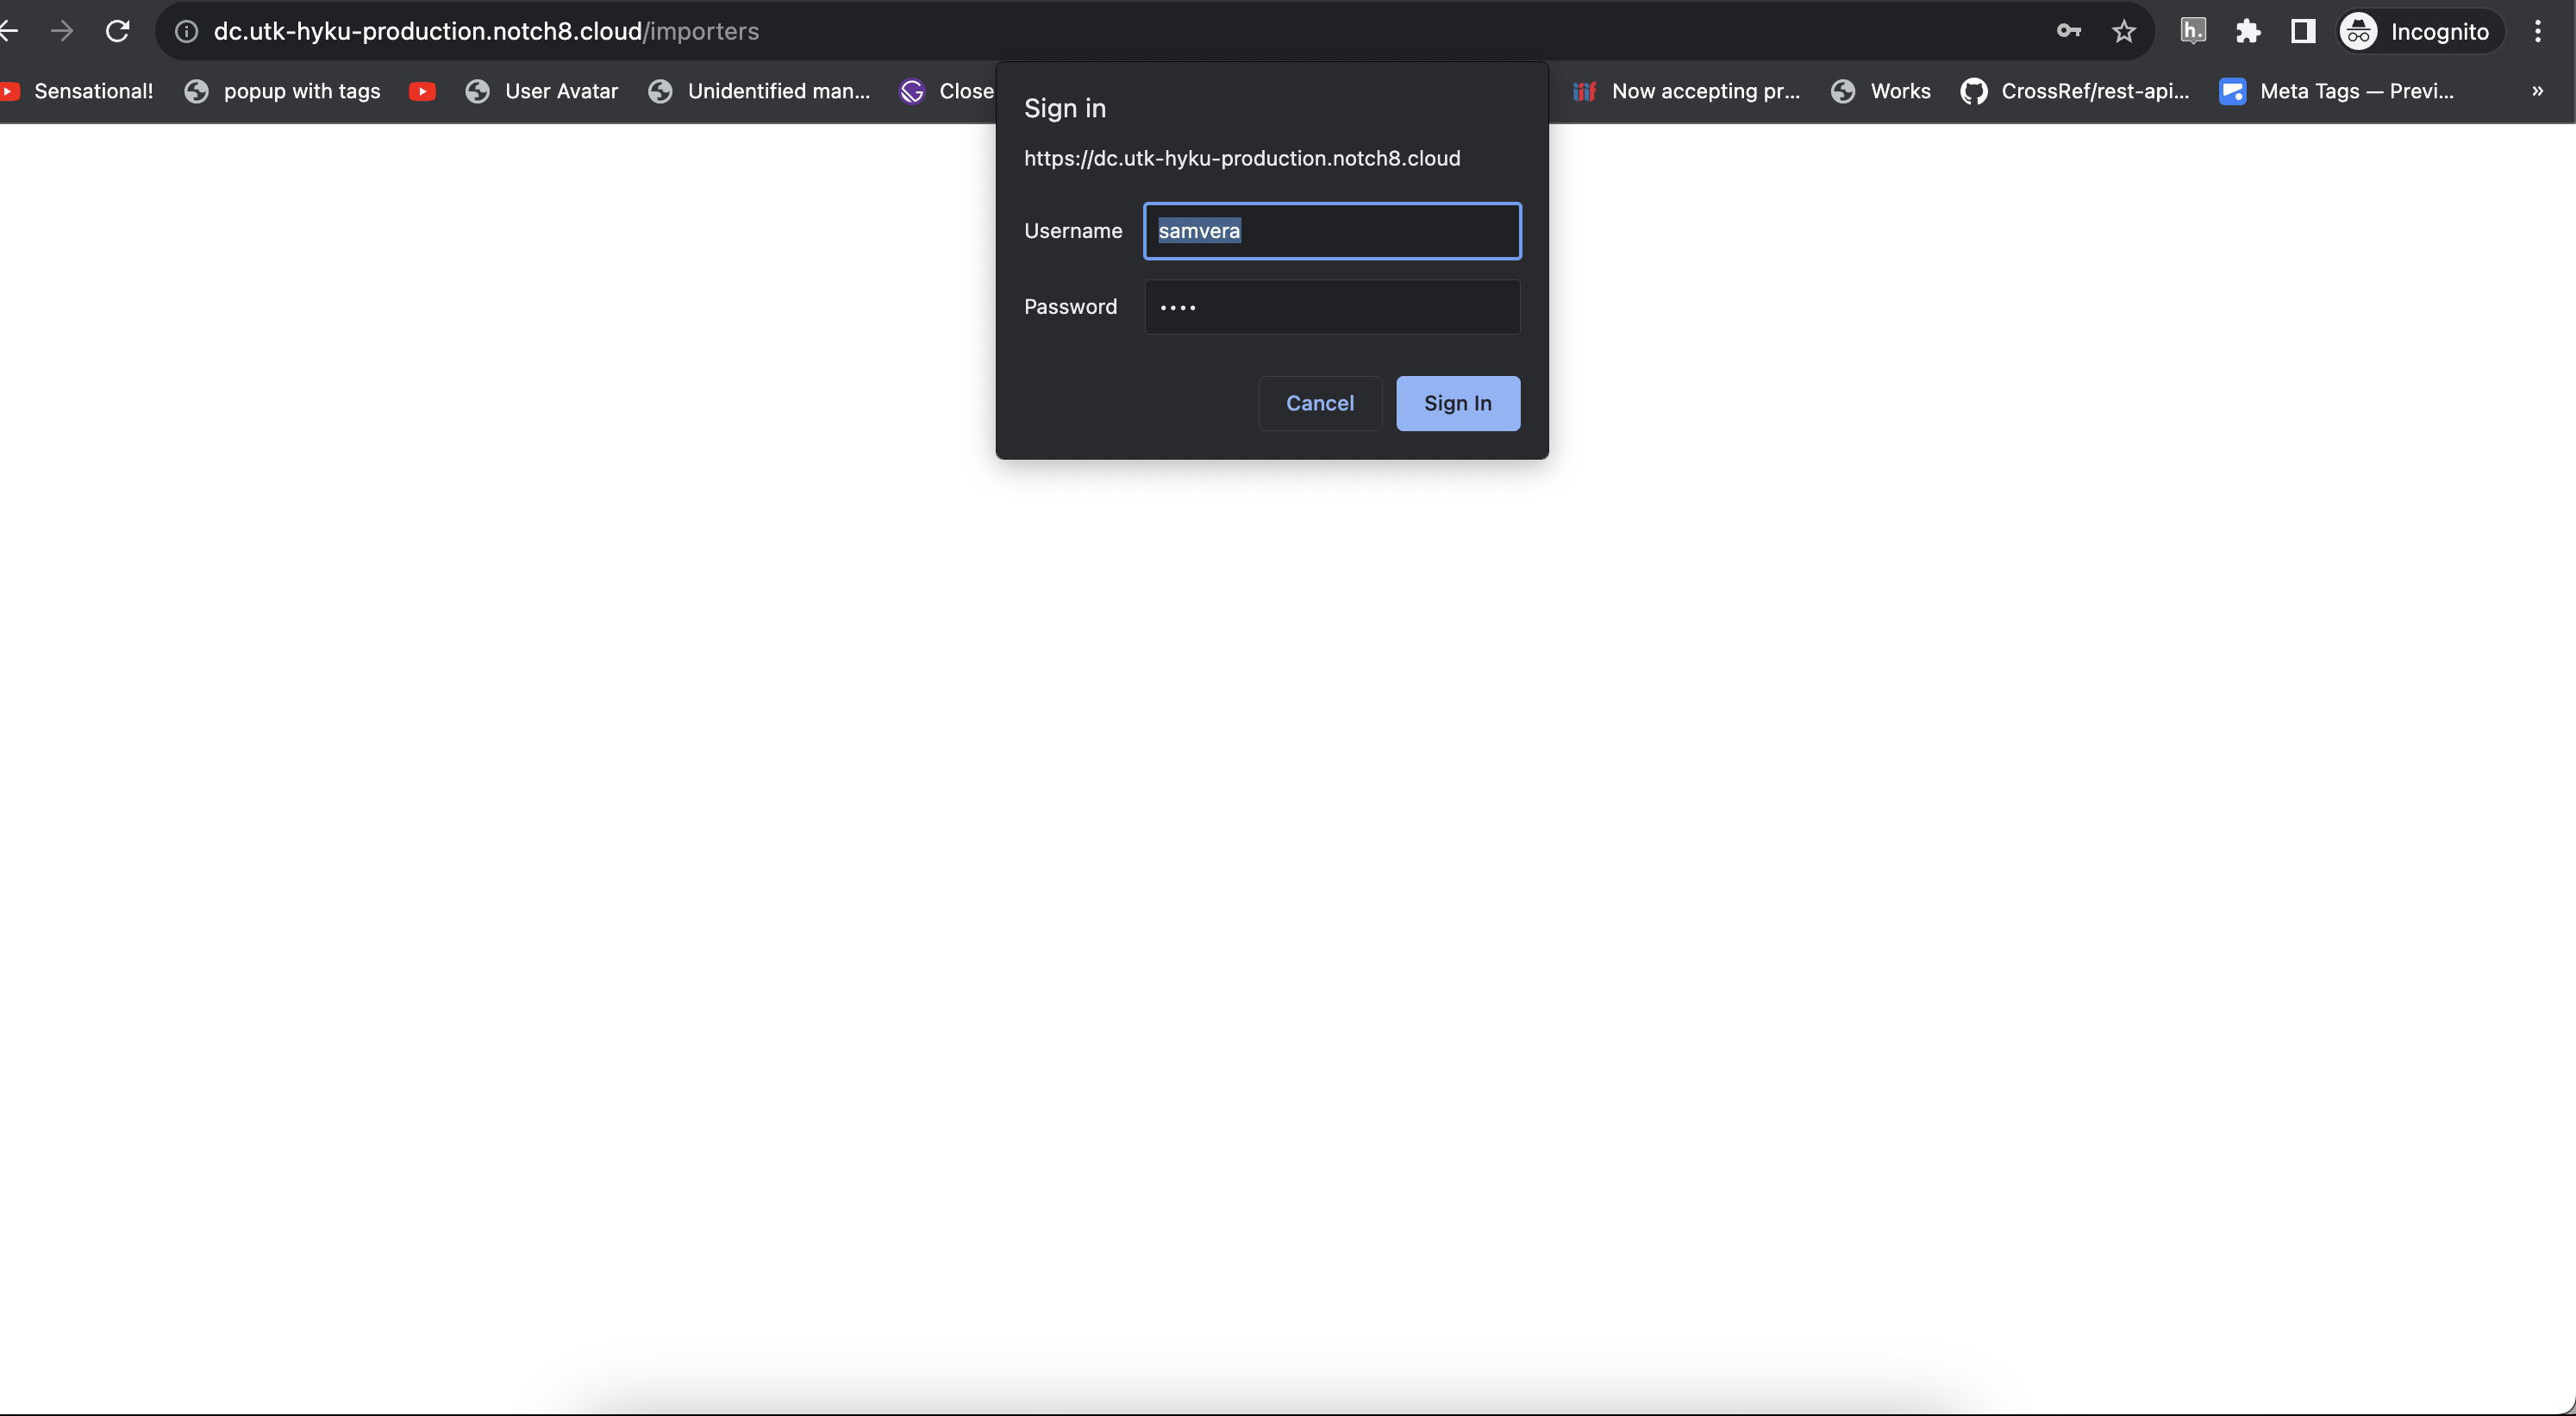 dc.utk-hyku-production.notch8.cloud/importers
Incognito
Sensational!
popup with tags
User Avatar
Unidentified man...
Close
Now accepting pr...
Works
CrossRef/rest-api...
Meta Tags — Previ...
»
h.
iiif
Sign in
https://dc.utk-hyku-production.notch8.cloud
Username samvera
Password ••••
Cancel Sign In